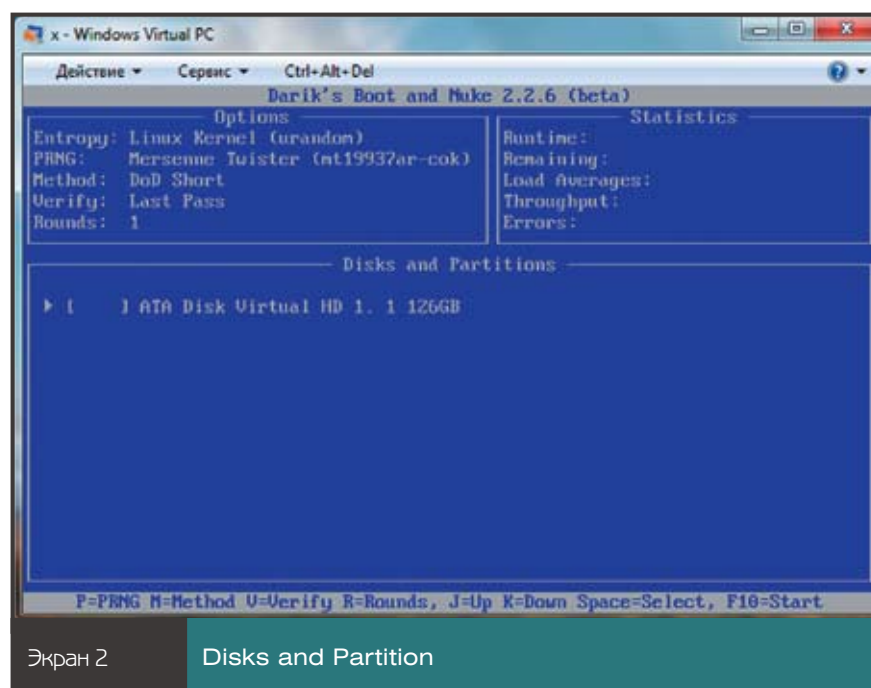 x - Windows Virtual PC
Действие Сервис Ctrl+Alt+Del
Darik's Boot and Nuke 2.2.6 (beta)
Options
Entropy: Linux Kernel (urandom)
PRNG: Mersenne Twister (mt19937ar-cok)
Method: DoD Short
Verify: Last Pass
Rounds: 1
Statistics
Runtime:
Remaining:
Load Averages:
Throughput:
Errors:
Disks and Partitions
[ ] ATA Disk Virtual HD 1. 1 126GB
P=PRNG M=Method V=Verify R=Rounds, J=Up K=Down Space=Select, F10=Start
Экран 2 Disks and Partition